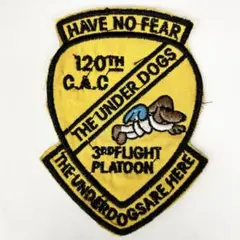 HAVE NO FEAR
120TH
C.A.C
THE UNDER DOGS
3RD FLIGHT
PLATOON
THE UNDERDOGS ARE HERE